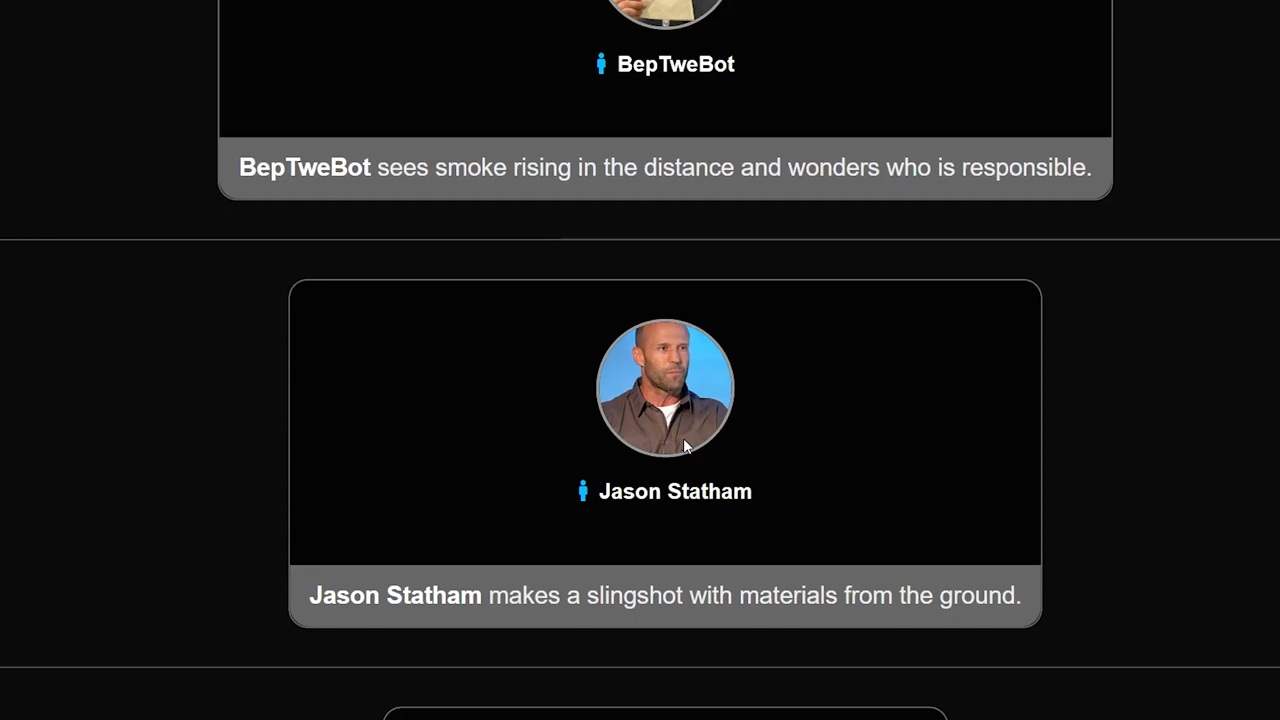 BepTweBot
BepTweBot sees smoke rising in the distance and wonders who is responsible.
Jason Statham
Jason Statham makes a slingshot with materials from the ground.